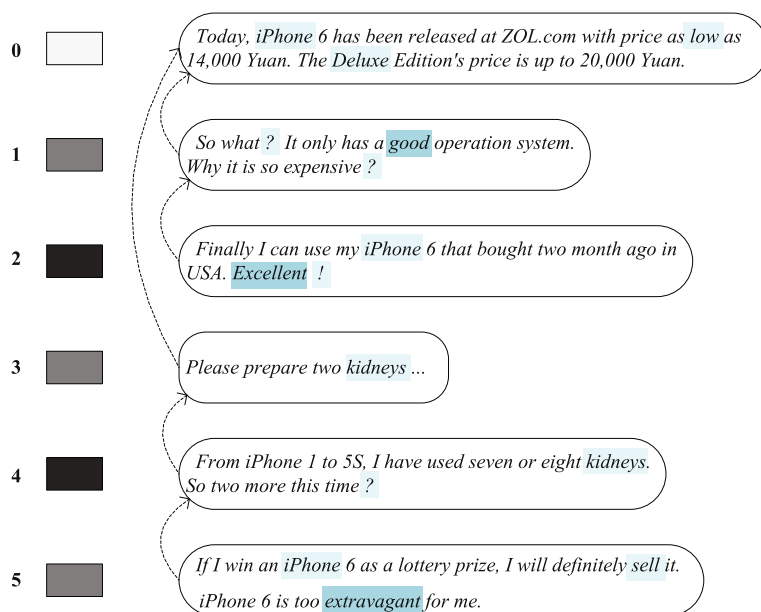 0
Today, iPhone 6 has been released at ZOL.com with price as low as
14,000 Yuan. The Deluxe Edition's price is up to 20,000 Yuan.
1
So what ? It only has a good operation system.
Why it is so expensive ?
2
Finally I can use my iPhone 6 that bought two month ago in
USA. Excellent !
3
Please prepare two kidneys ...
4
From iPhone 1 to 5S, I have used seven or eight kidneys.
So two more this time ?
5
If I win an iPhone 6 as a lottery prize, I will definitely sell it.
iPhone 6 is too extravagant for me.